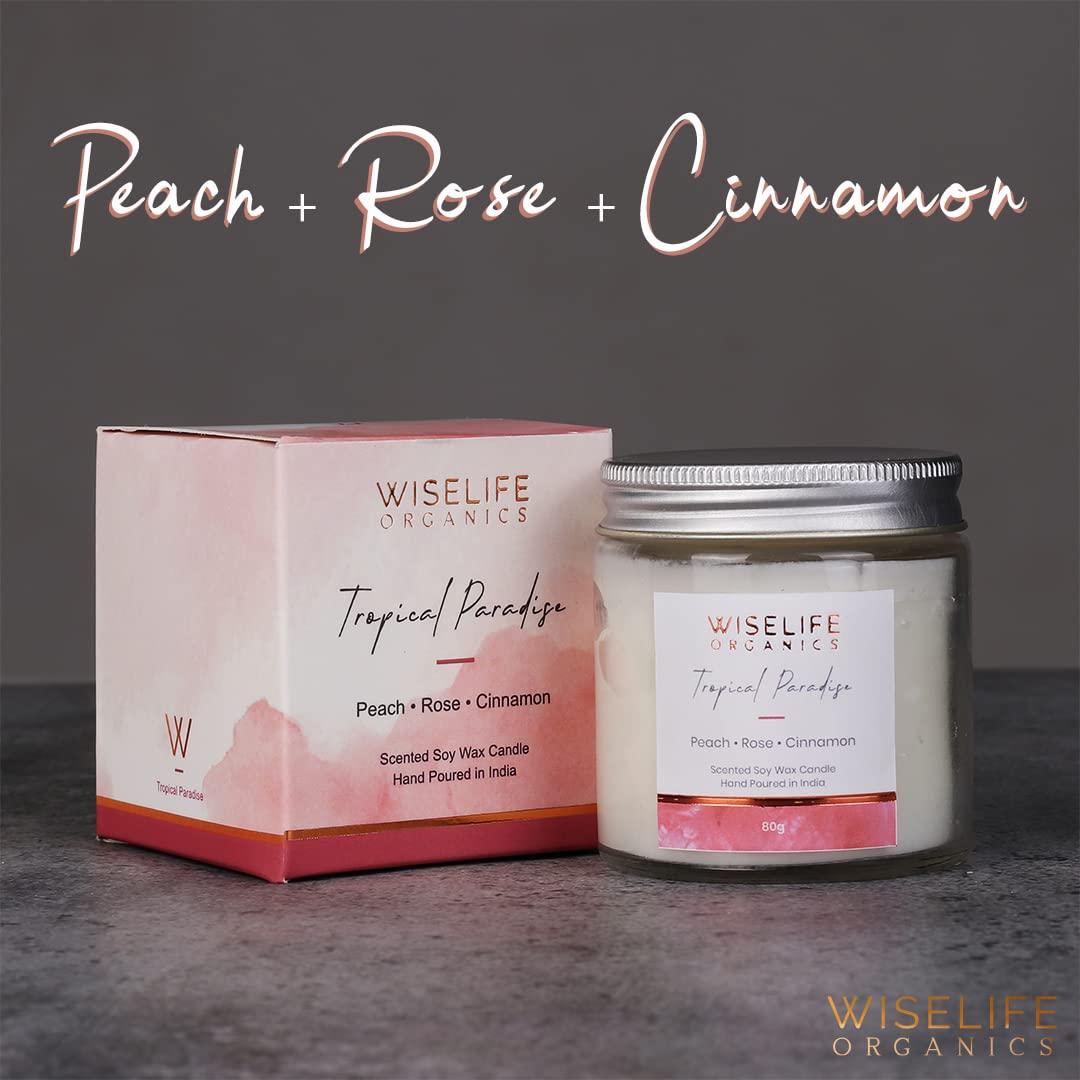 Peach + Rose + Cinnamon
WISELIFE
ORGANICS
Tropical Paradise
Peach • Rose • Cinnamon
Scented Soy Wax Candle
Hand Poured in India
W
Tropical Paradise
WISELIFE
ORGANICS
Tropical Paradise
Peach • Rose • Cinnamon
Scented Soy Wax Candle
Hand Poured in India
80g
WISELIFE
ORGANICS